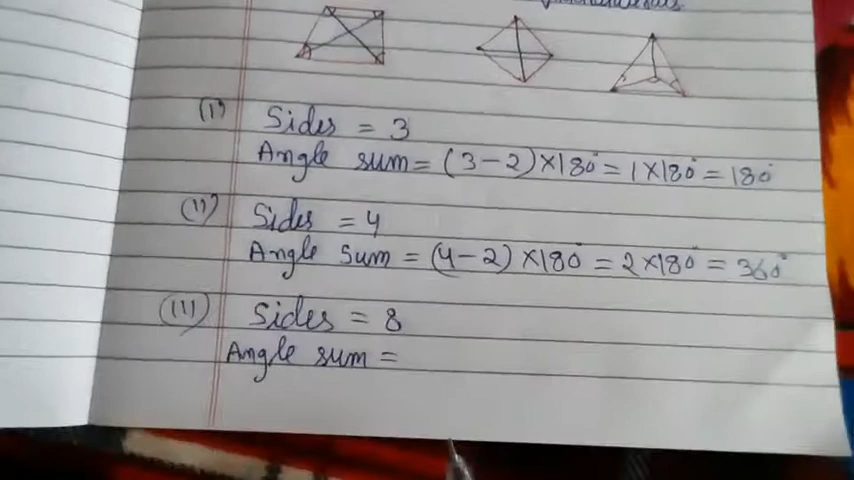 (I) Sides = 3
Angle sum = (3-2)×180° = 1×180° = 180°
(II) Sides = 4
Angle Sum = (4-2)×180° = 2×180° = 360°
(III) Sides = 8
Angle sum =